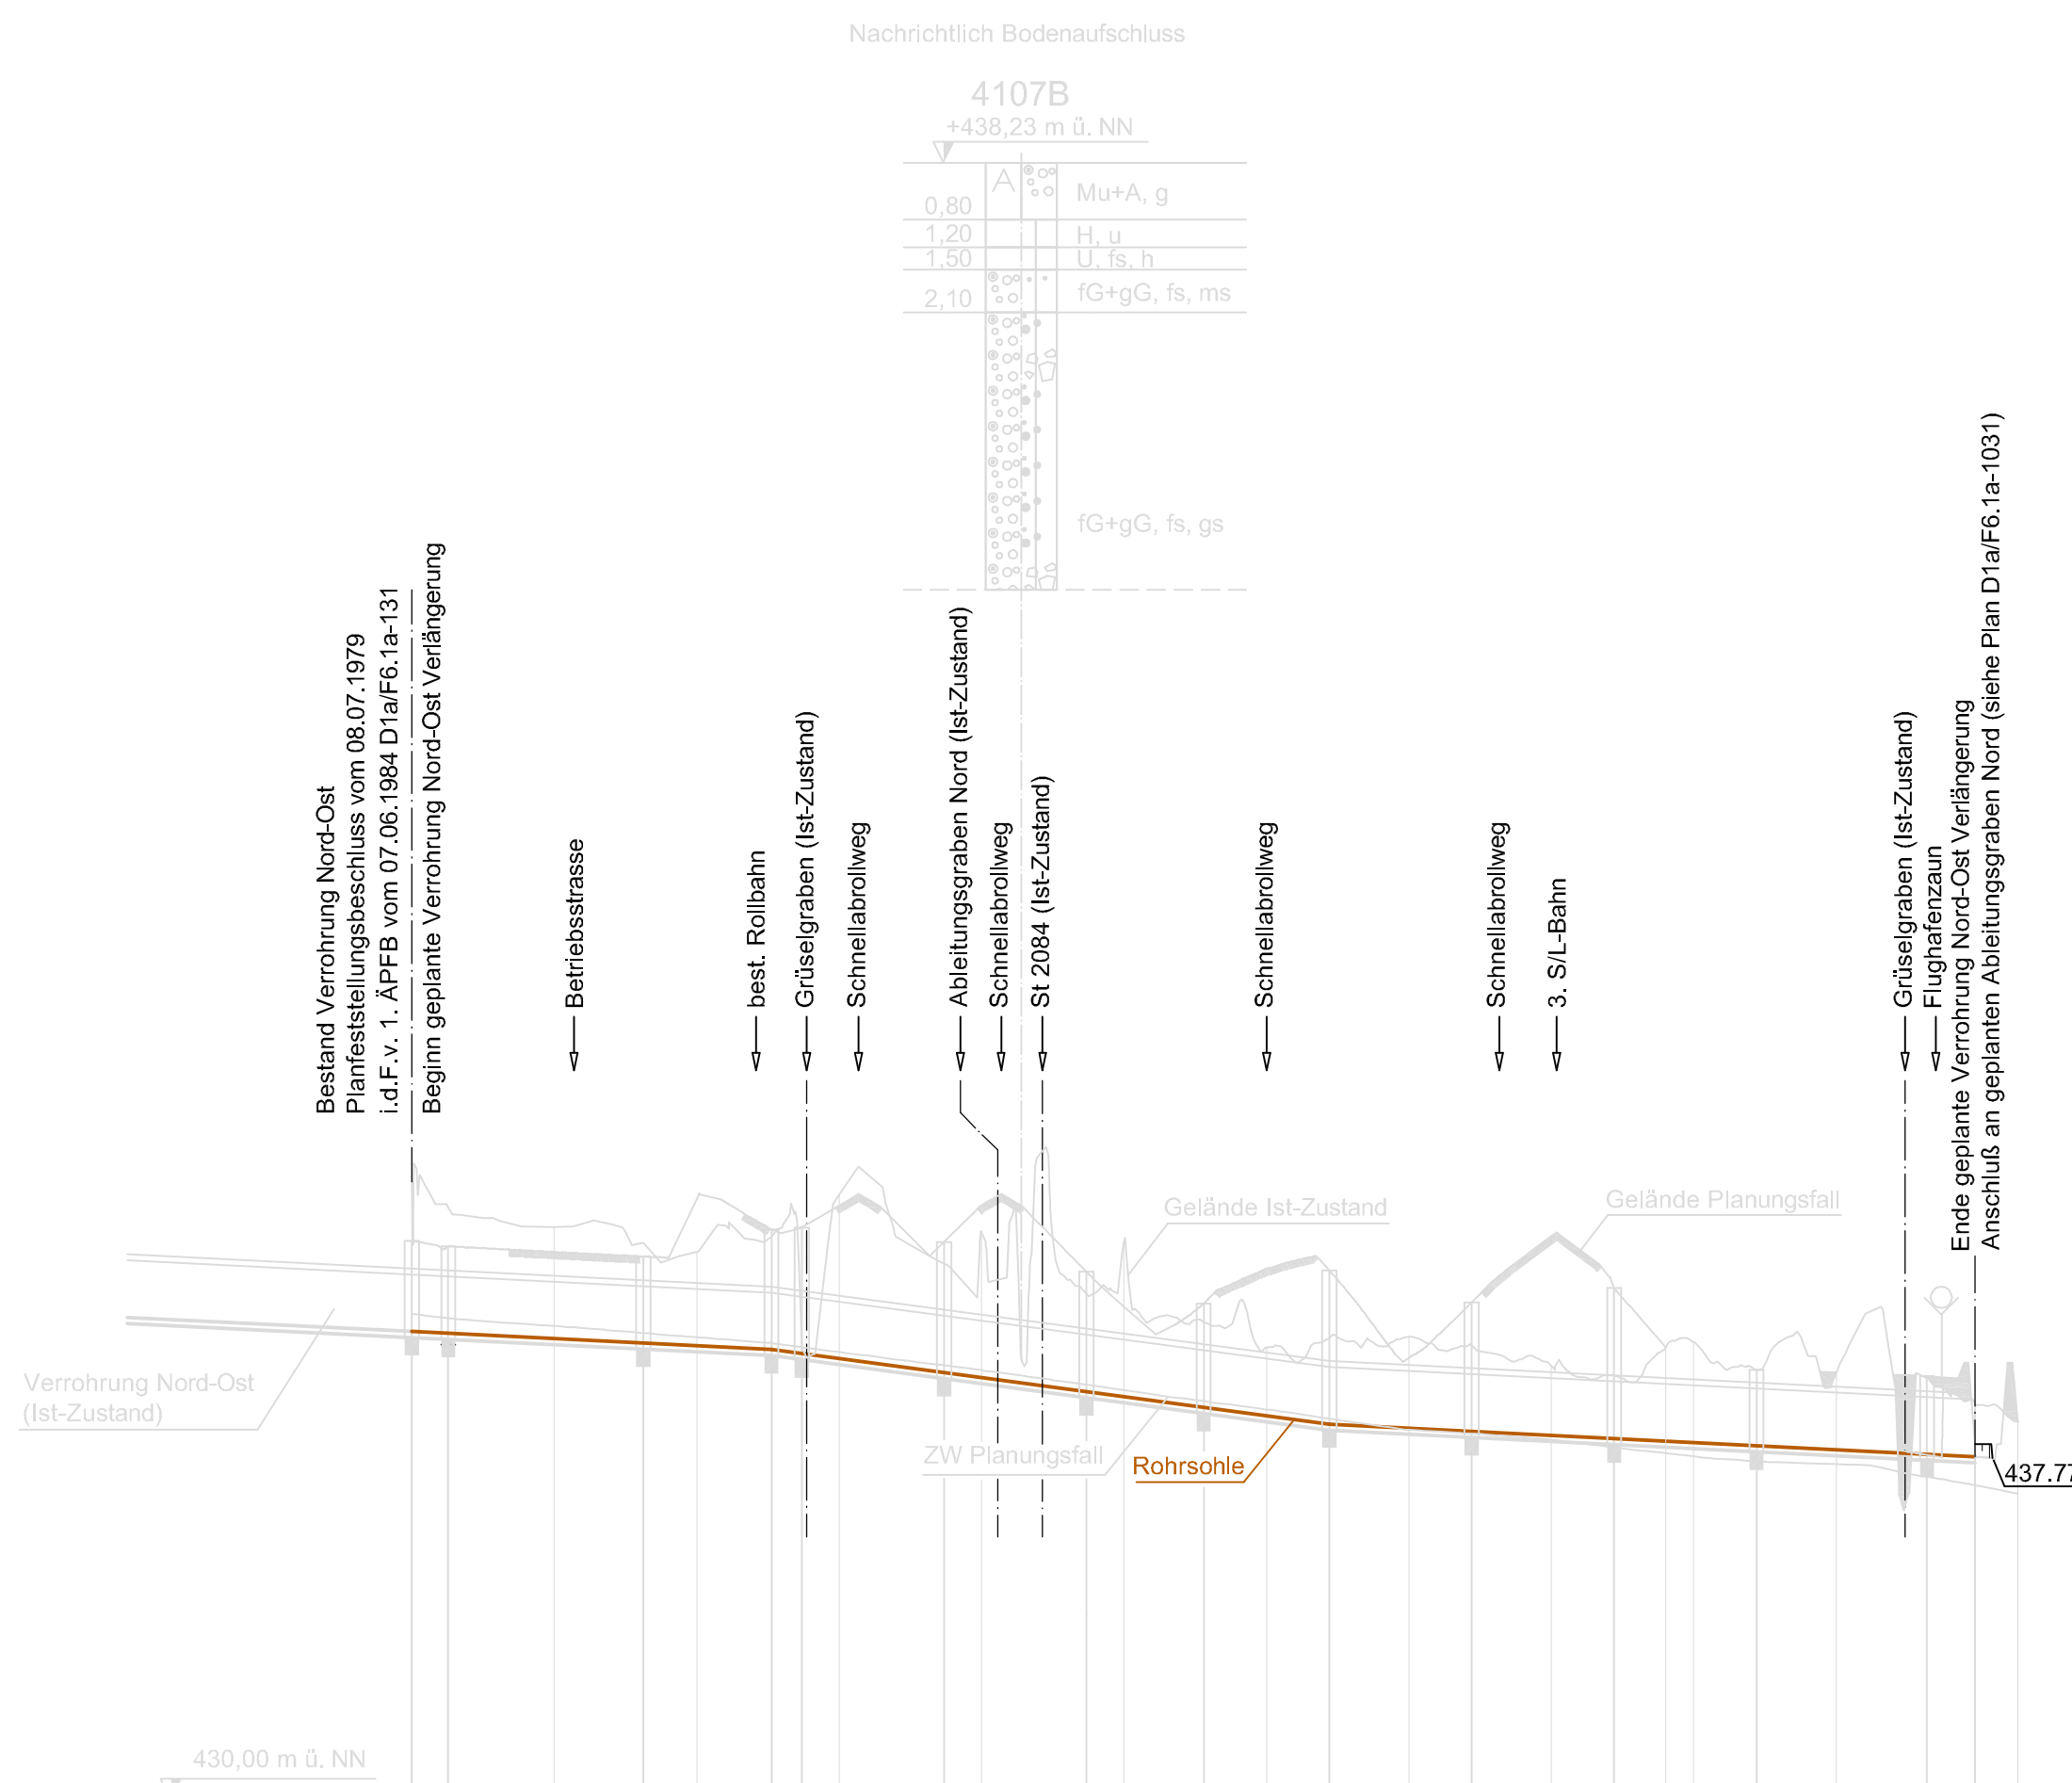 Nachrichtlich Bodenaufschluss
4107B
+438,23 m ü. NN
A
Mu+A, g
0,80
1,20
H, u
1,50
U, fs, h
2,10
fG+gG, fs, ms
fG+gG, fs, gs
Bestand Verrohrung Nord-Ost
Planfeststellungsbeschluss vom 08.07.1979
i.d.F.v. 1. ÄPFB vom 07.06.1984 D1a/F6.1a-131
Beginn geplante Verrohrung Nord-Ost Verlängerung
Betriebsstrasse
best. Rollbahn
Grüselgraben (Ist-Zustand)
Schnellabrollweg
Ableitungsgraben Nord (Ist-Zustand)
Schnellabrollweg
St 2084 (Ist-Zustand)
Schnellabrollweg
Schnellabrollweg
3. S/L-Bahn
Grüselgraben (Ist-Zustand)
Flughafenzaun
Ende geplante Verrohrung Nord-Ost Verlängerung
Anschluß an geplanten Ableitungsgraben Nord (siehe Plan D1a/F6.1a-1031)
Gelände Ist-Zustand
Gelände Planungsfall
Verrohrung Nord-Ost
(Ist-Zustand)
ZW Planungsfall
Rohrsohle
437.77
430,00 m ü. NN